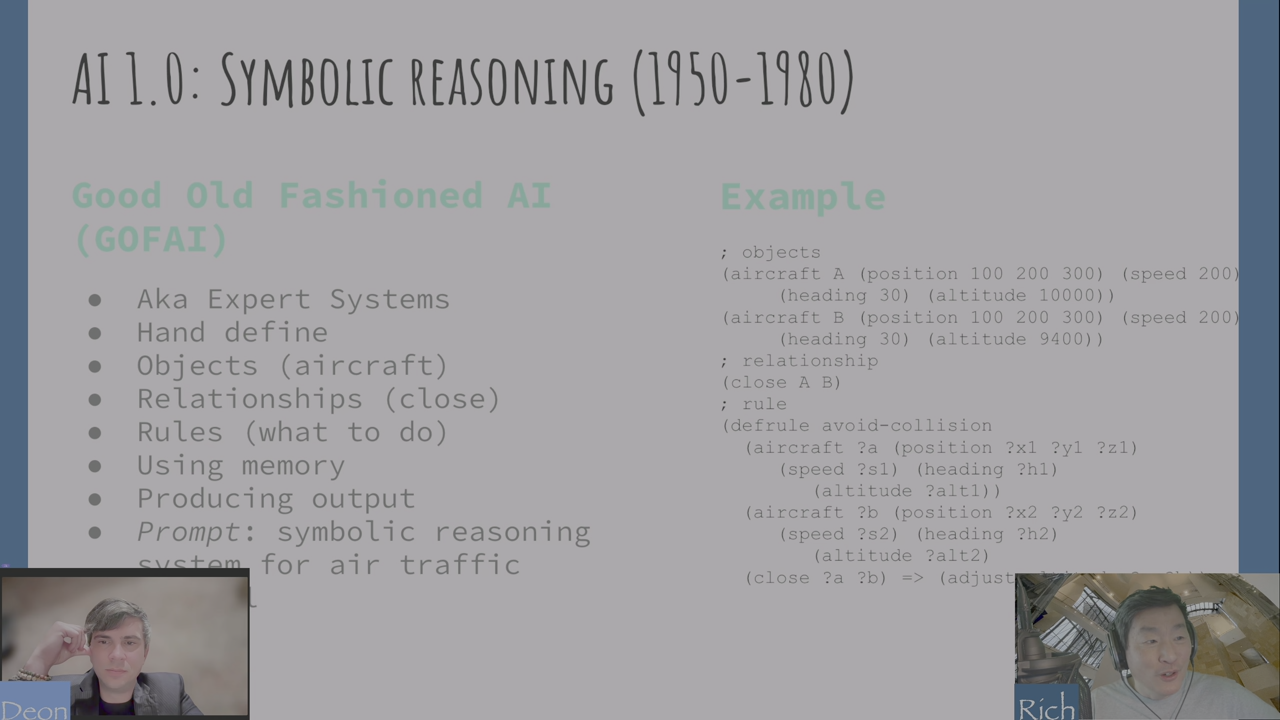 AI 1.0: Symbolic reasoning (1950-1980)
Good Old Fashioned AI
(GOFAI)
● Aka Expert Systems
● Hand define
● Objects (aircraft)
● Relationships (close)
● Rules (what to do)
● Using memory
● Producing output
● Prompt: symbolic reasoning
system for air traffic
Example
; objects
(aircraft A (position 100 200 300) (speed 200)
(heading 30) (altitude 10000))
(aircraft B (position 100 200 300) (speed 200)
(heading 30) (altitude 9400))
; relationship
(close A B)
; rule
(defrule avoid-collision
(aircraft ?a (position ?x1 ?y1 ?z1)
(speed ?s1) (heading ?h1)
(altitude ?alt1))
(aircraft ?b (position ?x2 ?y2 ?z2)
(speed ?s2) (heading ?h2)
(altitude ?alt2)
(close ?a ?b) => (adjust
Deon
Rich